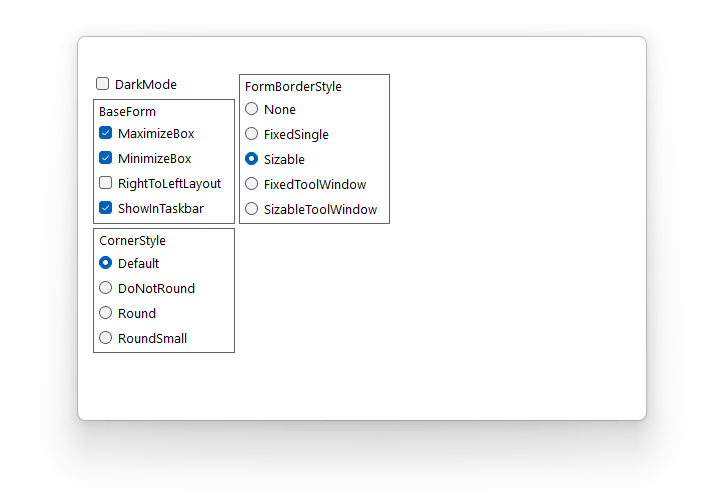 DarkMode
BaseForm
MaximizeBox
MinimizeBox
RightToLeftLayout
ShowInTaskbar
CornerStyle
Default
DoNotRound
Round
RoundSmall
FormBorderStyle
None
FixedSingle
Sizable
FixedToolWindow
SizableToolWindow